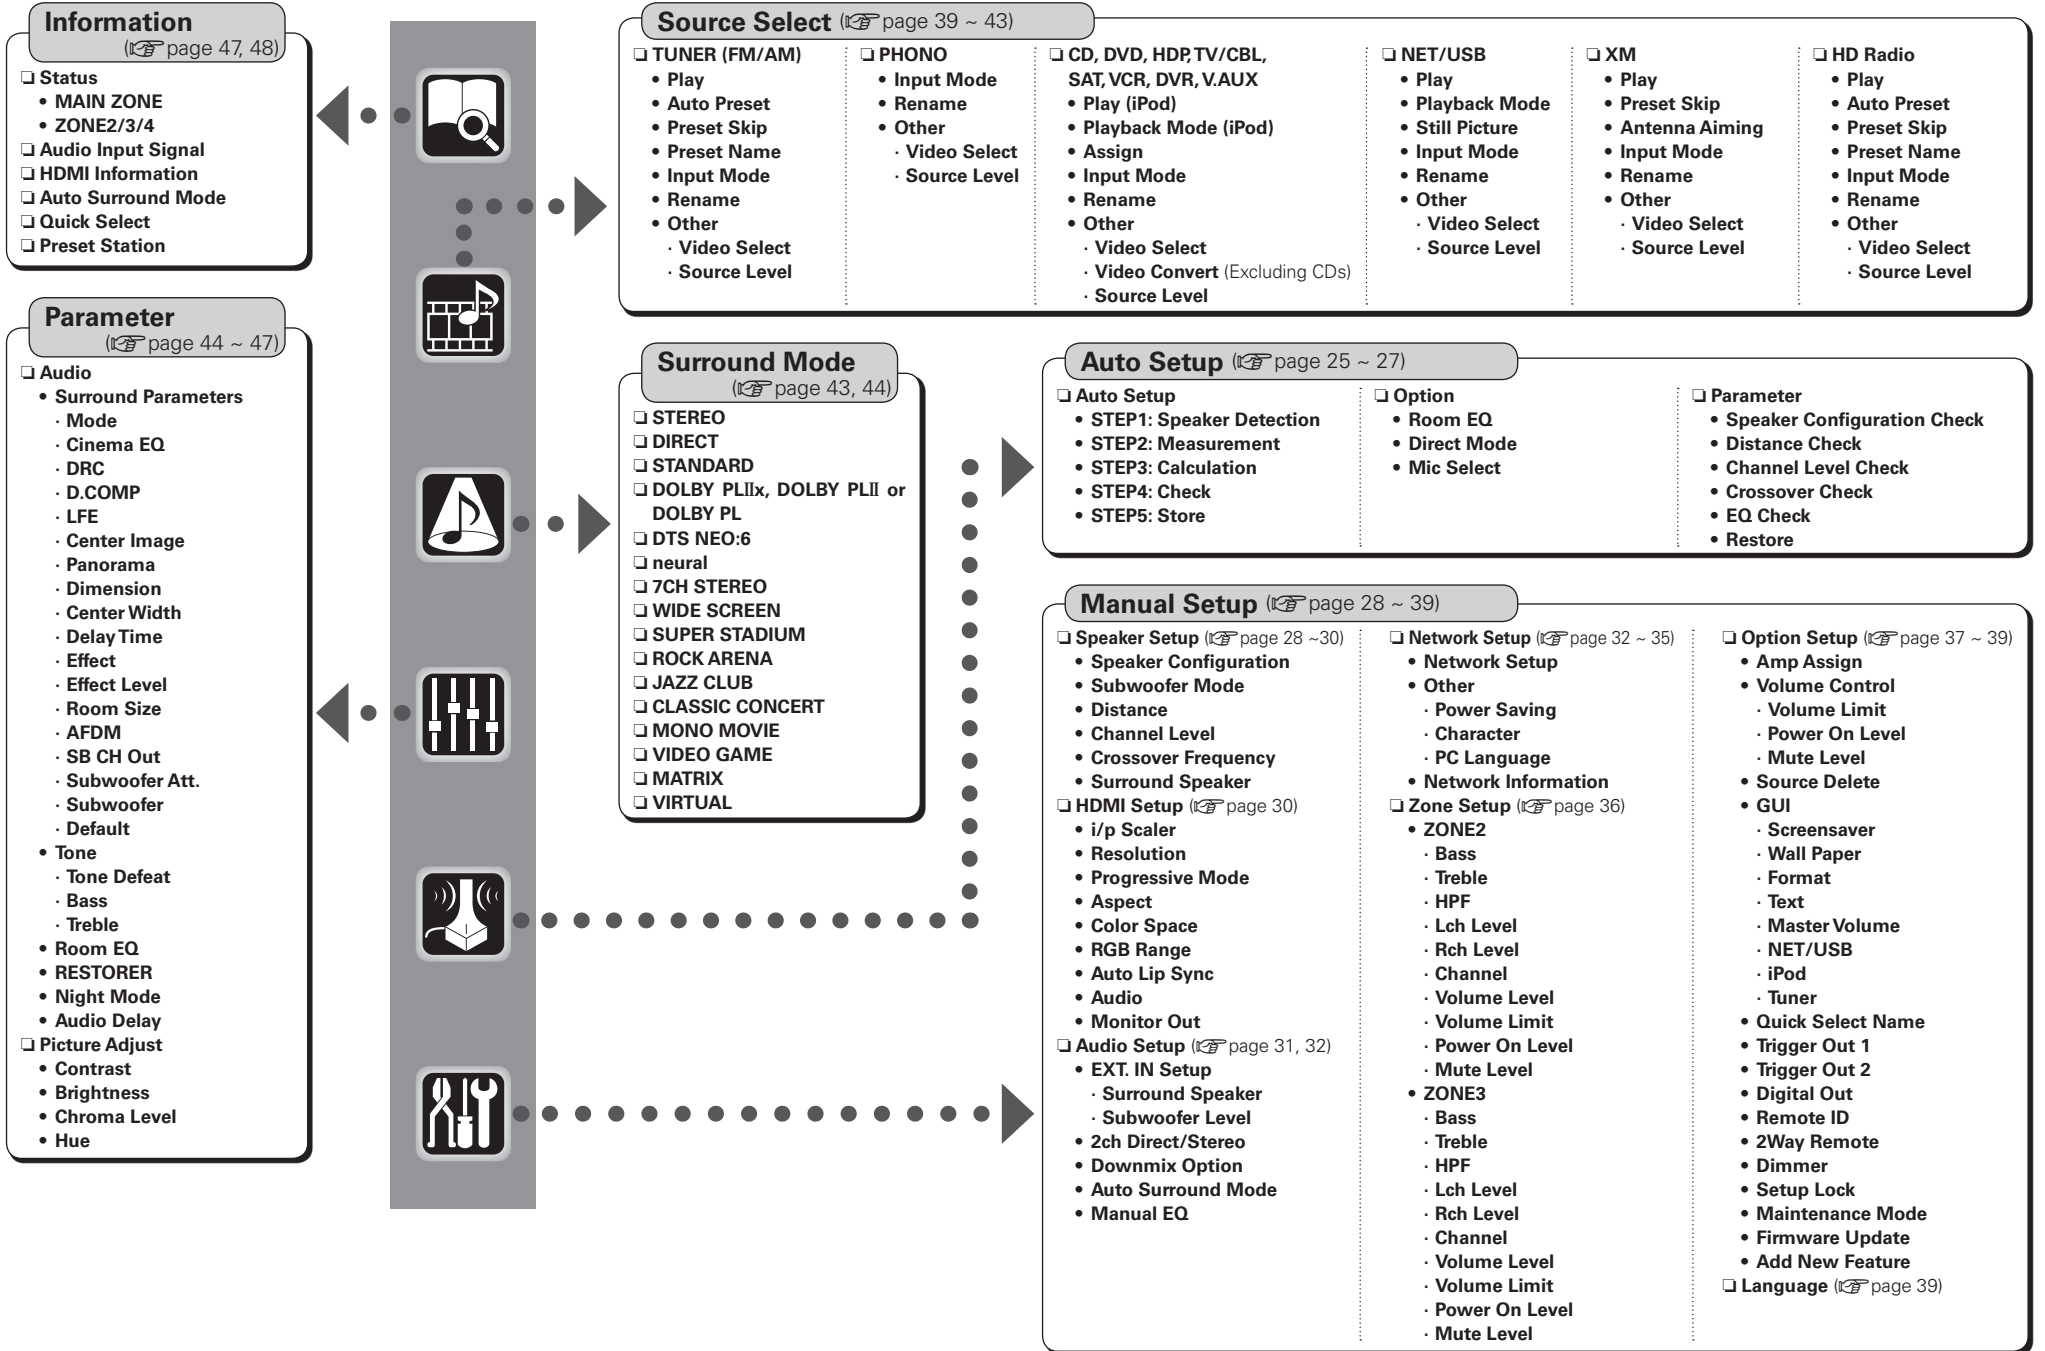 Information
(☞ page 47, 48)
❏ Status
• MAIN ZONE
• ZONE2/3/4
❏ Audio Input Signal
❏ HDMI Information
❏ Auto Surround Mode
❏ Quick Select
❏ Preset Station
Parameter
(☞ page 44 ~ 47)
❏ Audio
• Surround Parameters
· Mode
· Cinema EQ
· DRC
· D.COMP
· LFE
· Center Image
· Panorama
· Dimension
· Center Width
· Delay Time
· Effect
· Effect Level
· Room Size
· AFDM
· SB CH Out
· Subwoofer Att.
· Subwoofer
· Default
• Tone
· Tone Defeat
· Bass
· Treble
• Room EQ
• RESTORER
• Night Mode
• Audio Delay
❏ Picture Adjust
• Contrast
• Brightness
• Chroma Level
• Hue
Source Select (☞ page 39 ~ 43)
❏ TUNER (FM/AM)
• Play
• Auto Preset
• Preset Skip
• Preset Name
• Input Mode
• Rename
• Other
· Video Select
· Source Level
❏ PHONO
• Input Mode
• Rename
• Other
· Video Select
· Source Level
❏ CD, DVD, HDP, TV/CBL,
SAT, VCR, DVR, V.AUX
• Play (iPod)
• Playback Mode (iPod)
• Assign
• Input Mode
• Rename
• Other
· Video Select
· Video Convert (Excluding CDs)
· Source Level
❏ NET/USB
• Play
• Playback Mode
• Still Picture
• Input Mode
• Rename
• Other
· Video Select
· Source Level
❏ XM
• Play
• Preset Skip
• Antenna Aiming
• Input Mode
• Rename
• Other
· Video Select
· Source Level
❏ HD Radio
• Play
• Auto Preset
• Preset Skip
• Preset Name
• Input Mode
• Rename
• Other
· Video Select
· Source Level
Surround Mode
(☞ page 43, 44)
❏ STEREO
❏ DIRECT
❏ STANDARD
❏ DOLBY PLⅡx, DOLBY PLⅡ or
DOLBY PL
❏ DTS NEO:6
❏ neural
❏ 7CH STEREO
❏ WIDE SCREEN
❏ SUPER STADIUM
❏ ROCK ARENA
❏ JAZZ CLUB
❏ CLASSIC CONCERT
❏ MONO MOVIE
❏ VIDEO GAME
❏ MATRIX
❏ VIRTUAL
Auto Setup (☞ page 25 ~ 27)
❏ Auto Setup
• STEP1: Speaker Detection
• STEP2: Measurement
• STEP3: Calculation
• STEP4: Check
• STEP5: Store
❏ Option
• Room EQ
• Direct Mode
• Mic Select
❏ Parameter
• Speaker Configuration Check
• Distance Check
• Channel Level Check
• Crossover Check
• EQ Check
• Restore
Manual Setup (☞ page 28 ~ 39)
❏ Speaker Setup (☞ page 28 ~30)
• Speaker Configuration
• Subwoofer Mode
• Distance
• Channel Level
• Crossover Frequency
• Surround Speaker
❏ HDMI Setup (☞ page 30)
• i/p Scaler
• Resolution
• Progressive Mode
• Aspect
• Color Space
• RGB Range
• Auto Lip Sync
• Audio
• Monitor Out
❏ Audio Setup (☞ page 31, 32)
• EXT. IN Setup
· Surround Speaker
· Subwoofer Level
• 2ch Direct/Stereo
• Downmix Option
• Auto Surround Mode
• Manual EQ
❏ Network Setup (☞ page 32 ~ 35)
• Network Setup
• Other
· Power Saving
· Character
· PC Language
• Network Information
❏ Zone Setup (☞ page 36)
• ZONE2
· Bass
· Treble
· HPF
· Lch Level
· Rch Level
· Channel
· Volume Level
· Volume Limit
· Power On Level
· Mute Level
• ZONE3
· Bass
· Treble
· HPF
· Lch Level
· Rch Level
· Channel
· Volume Level
· Volume Limit
· Power On Level
· Mute Level
❏ Option Setup (☞ page 37 ~ 39)
• Amp Assign
• Volume Control
· Volume Limit
· Power On Level
· Mute Level
• Source Delete
• GUI
· Screensaver
· Wall Paper
· Format
· Text
· Master Volume
· NET/USB
· iPod
· Tuner
• Quick Select Name
• Trigger Out 1
• Trigger Out 2
• Digital Out
• Remote ID
• 2Way Remote
• Dimmer
• Setup Lock
• Maintenance Mode
• Firmware Update
• Add New Feature
❏ Language (☞ page 39)